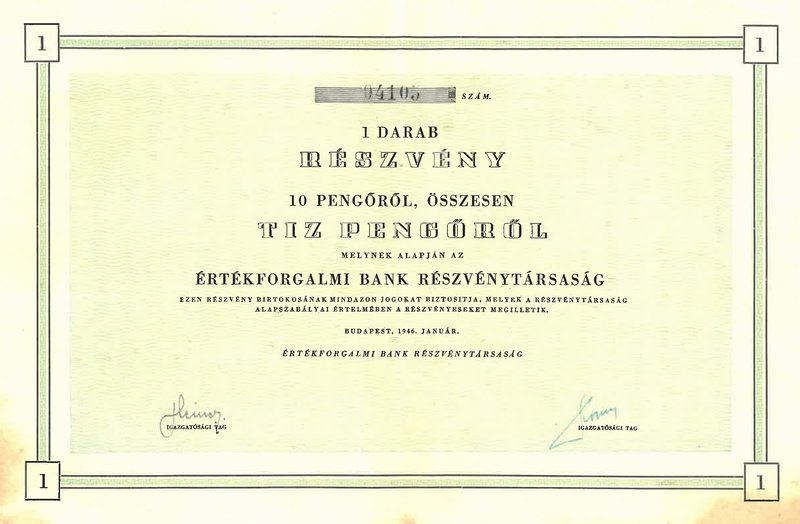 1
1
04105 SZÁM.
1 DARAB
RÉSZVÉNY
10 PENGŐRŐL, ÖSSZESEN
TIZ PENGŐRŐL
MELYNEK ALAPJÁN AZ
ÉRTÉKFORGALMI BANK RÉSZVÉNYTÁRSASÁG
EZEN RÉSZVÉNY BIRTOKOSÁNAK MINDAZON JOGOKAT BIZTOSITJA, MELYEK A RÉSZVÉNYTÁRSASÁG
ALAPSZABÁLYAI ÉRTELMÉBEN A RÉSZVÉNYESEKET MEGILLETIK.
BUDAPEST, 1946. JANUÁR.
ÉRTÉKFORGALMI BANK RÉSZVÉNYTÁRSASÁG
IGAZGATÓSÁGI TAG
IGAZGATÓSÁGI TAG
1
1